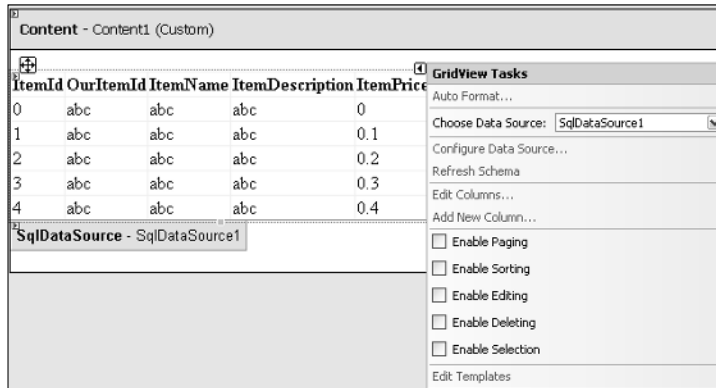 Content - Content1 (Custom)
ItemId OurItemId ItemName ItemDescription ItemPrice
0 abc abc abc 0
1 abc abc abc 0.1
2 abc abc abc 0.2
3 abc abc abc 0.3
4 abc abc abc 0.4
SqlDataSource - SqlDataSource1
GridView Tasks
Auto Format...
Choose Data Source: SqlDataSource1
Configure Data Source...
Refresh Schema
Edit Columns...
Add New Column...
Enable Paging
Enable Sorting
Enable Editing
Enable Deleting
Enable Selection
Edit Templates